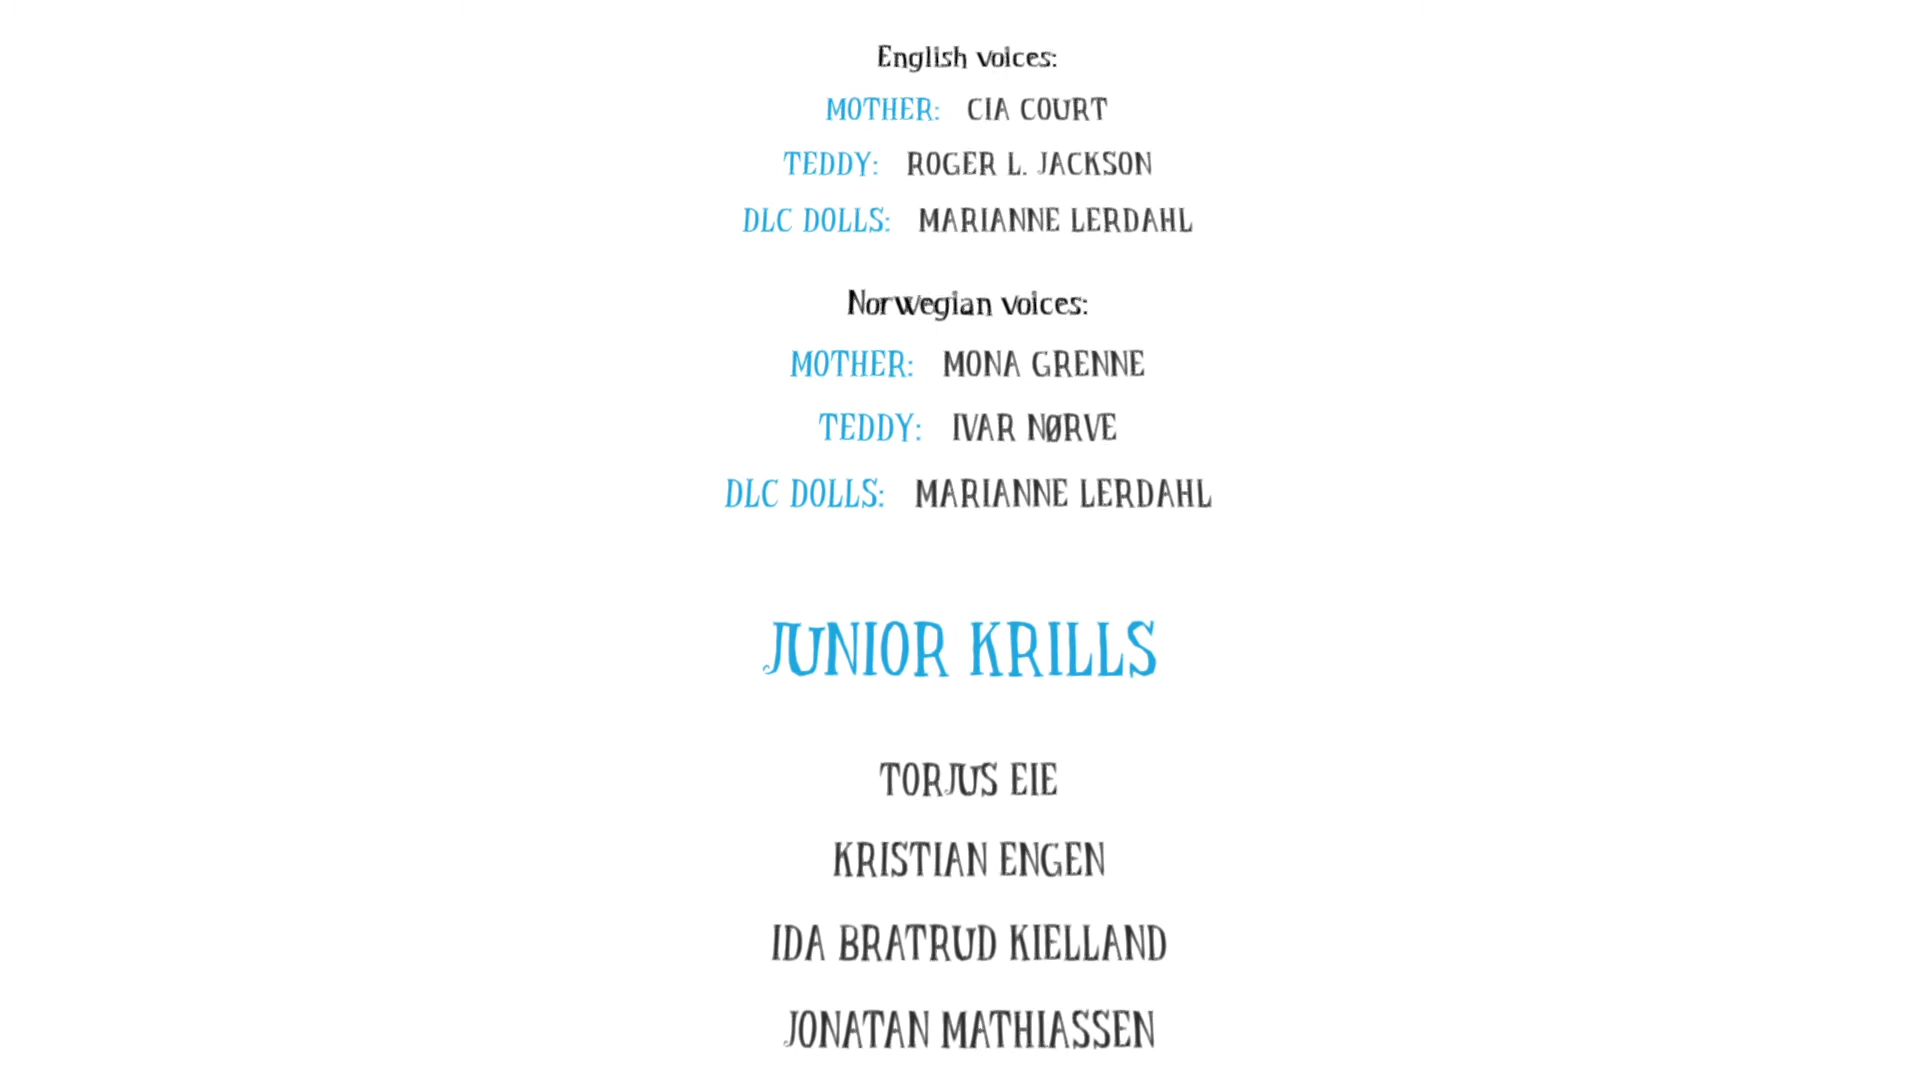 English voices:
MOTHER: CIA COURT
TEDDY: ROGER L. JACKSON
DLC DOLLS: MARIANNE LERDAHL
Norwegian voices:
MOTHER: MONA GRENNE
TEDDY: IVAR NØRVE
DLC DOLLS: MARIANNE LERDAHL
JUNIOR KRILLS
TORJUS EIE
KRISTIAN ENGEN
IDA BRATRUD KIELLAND
JONATAN MATHIASSEN